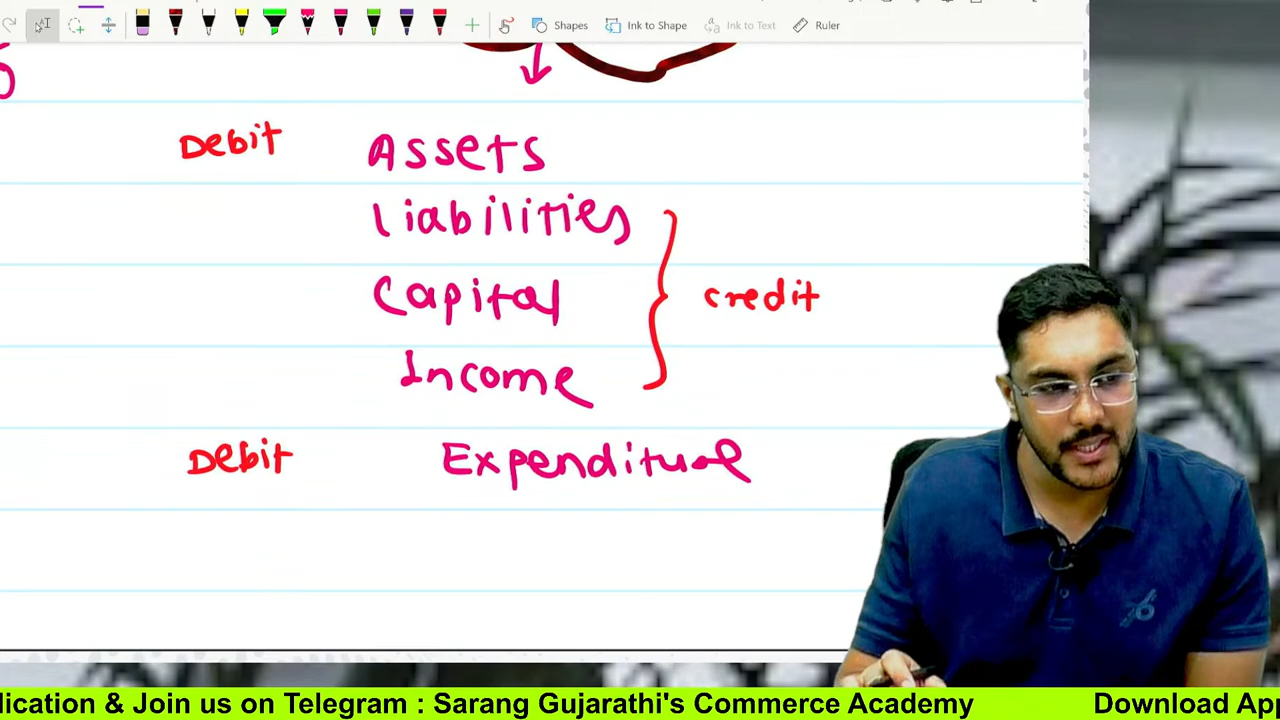 Shapes Ink to Shape Ink to Text Ruler
Debit Assets
Liabilities
Capital credit
Income
Debit Expenditure
lication & Join us on Telegram : Sarang Gujarathi's Commerce Academy Download Ap